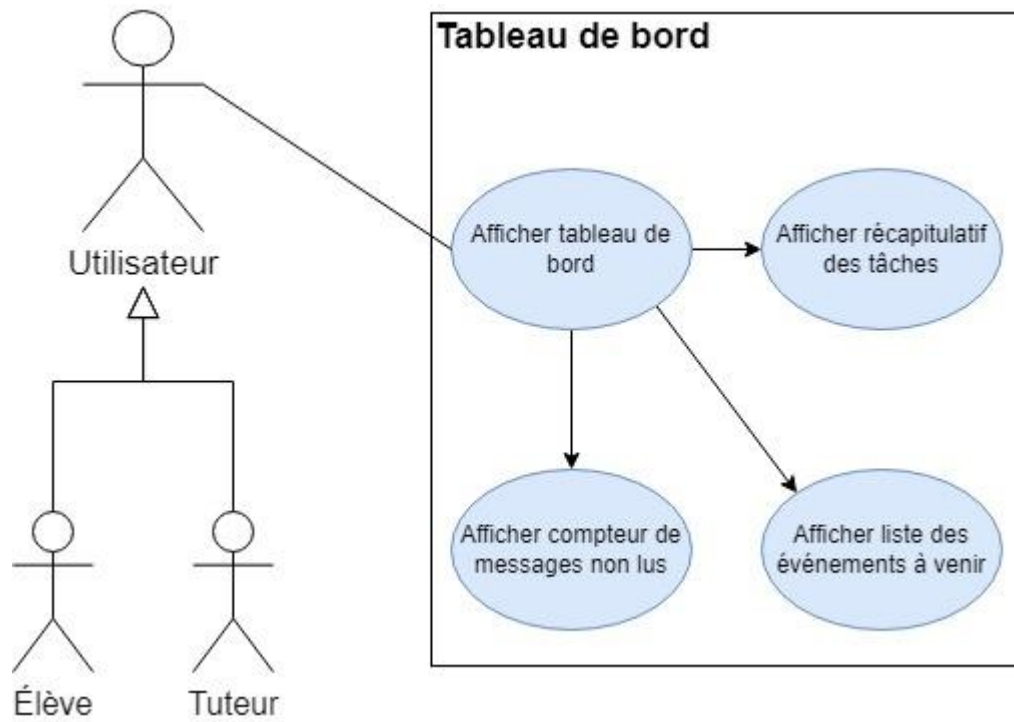 Tableau de bord
Utilisateur
Afficher tableau de
bord
Afficher récapitulatif
des tâches
Afficher compteur de
messages non lus
Afficher liste des
événements à venir
Élève
Tuteur